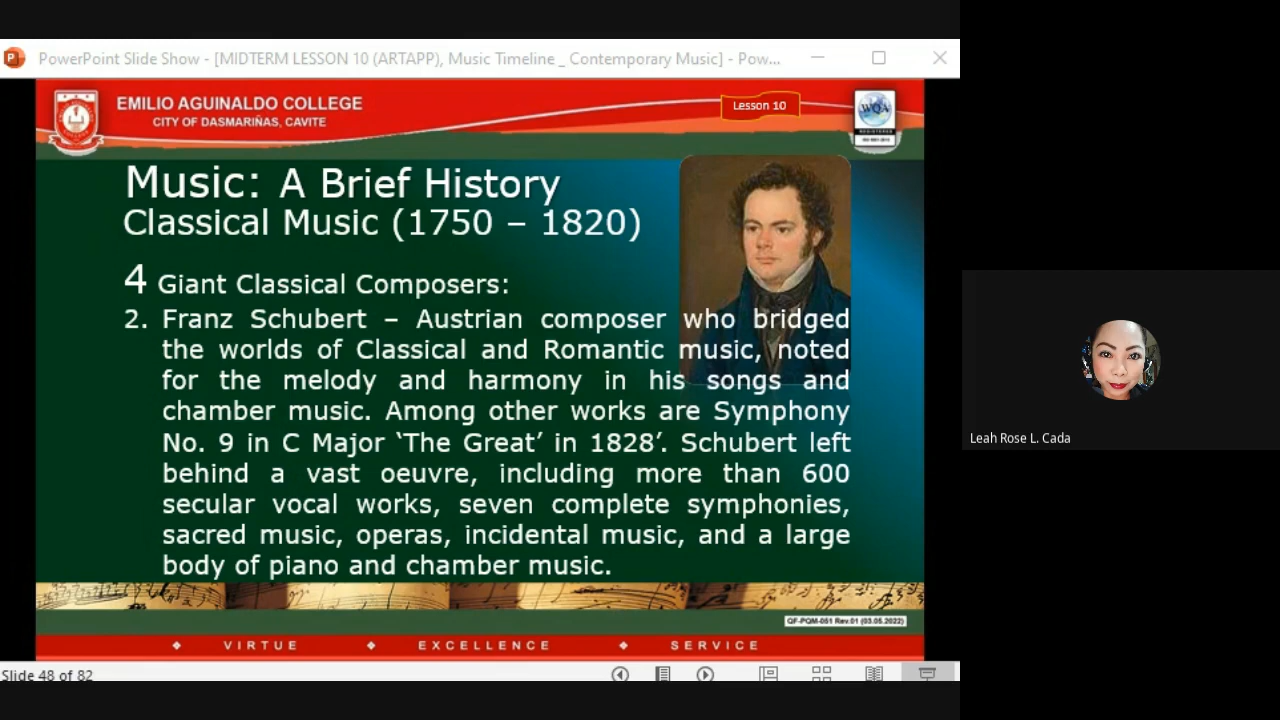 PowerPoint Slide Show - [MIDTERM LESSON 10 (ARTAPP), Music Timeline _ Contemporary Music] - Pow...
EMILIO AGUINALDO COLLEGE
CITY OF DASMARIÑAS, CAVITE
Lesson 10
WQA
Music: A Brief History
Classical Music (1750 – 1820)
4 Giant Classical Composers:
2. Franz Schubert – Austrian composer who bridged
the worlds of Classical and Romantic music, noted
for the melody and harmony in his songs and
chamber music. Among other works are Symphony
No. 9 in C Major ‘The Great’ in 1828’. Schubert left
behind a vast oeuvre, including more than 600
secular vocal works, seven complete symphonies,
sacred music, operas, incidental music, and a large
body of piano and chamber music.
QF-PQM-051 Rev.01 (03.05.2022)
❖ VIRTUE ❖ EXCELLENCE ❖ SERVICE
Slide 48 of 82
Leah Rose L. Cada